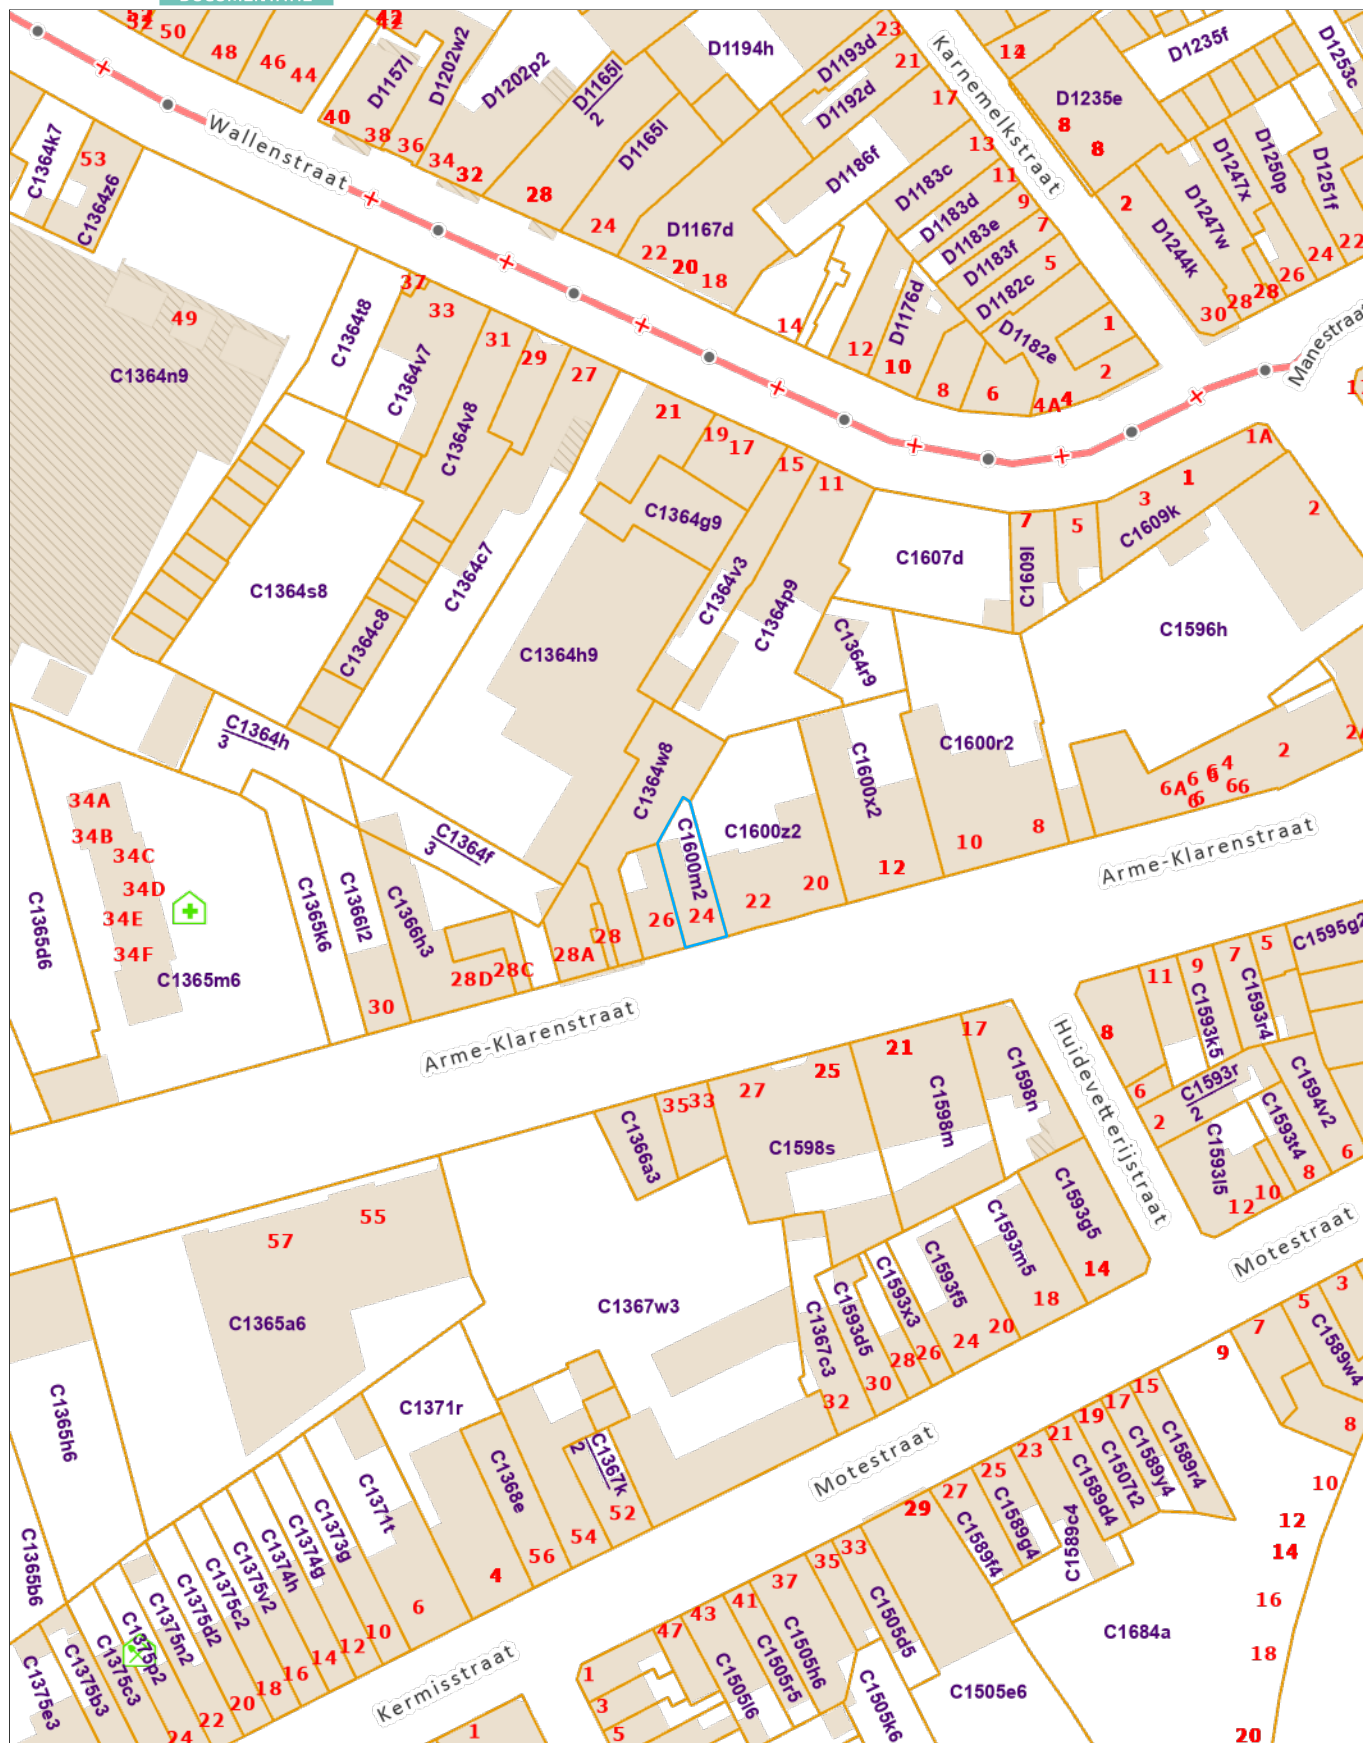 50
48
46
44
42
40
38
36
34
32
28
D1157l
D1202w2
D1202p2
D1165l
2
D1165l
D1194h
D1193d
D1192d
D1186f
23
21
17
Karnemelkstraat
12
D1235f
D1253c
D1235e
8
8
D1183c
D1183d
D1183e
D1183f
D1182c
D1182e
13
11
9
7
5
1
2
D1247x
D1250p
D1251f
D1247w
D1244k
2
30
28
28
26
24
22
C1364k7
53
C1364z6
Wallenstraat
24
22
20
18
D1167d
14
12
D1176d
10
8
6
4A
4
Manestraat
49
C1364n9
37
33
31
29
27
C1364t8
C1364v7
C1364v8
21
19
17
15
11
C1364g9
C1364v3
C1364p9
C1607d
7
C1609l
5
3
1
1A
C1609k
2
C1596h
C1364s8
C1364c8
C1364c7
C1364h9
C1364r9
C1600r2
C1600x2
C1364h
3
C1364w8
C1364f
3
C1600z2
C1600m2
12
10
8
6A
6
6
4
6
6
66
2
34A
34B
34C
34D
34E
34F
C1365d6
C1365m6
C1365k6
C1366l2
C1366h3
30
28D
28C
28A
28
26
24
22
20
Arme-Klarenstraat
Arme-Klarenstraat
Huidevetterijstraat
8
6
2
11
9
7
5
C1595g2
C1593k5
C1593r4
C1593r
2
C1594v2
C1593t4
C1593l5
12
10
8
6
35
33
27
25
21
17
C1366a3
C1598s
C1598m
C1598n
57
55
C1365a6
C1367w3
C1367c3
C1593d5
C1593x3
C1593f5
C1593m5
C1593g5
14
18
20
24
26
28
30
32
Motestraat
Motestraat
C1365h6
C1365b6
C1371r
C1371t
C1368e
C1367k
2
52
54
56
4
6
C1373g
C1374g
C1374h
C1375v2
C1375c2
C1375d2
C1375n2
C1375p2
C1375c3
C1375b3
C1375e3
10
12
14
16
18
20
22
24
Kermisstraat
1
1
3
5
47
43
41
37
35
33
29
27
25
23
21
19
17
15
9
7
5
3
C1505l6
C1505r5
C1505h6
C1505d5
C1505k6
C1505e6
C1589f4
C1589g4
C1589c4
C1589d4
C1507t2
C1589y4
C1589r4
C1589w4
8
10
12
14
16
18
20
C1684a